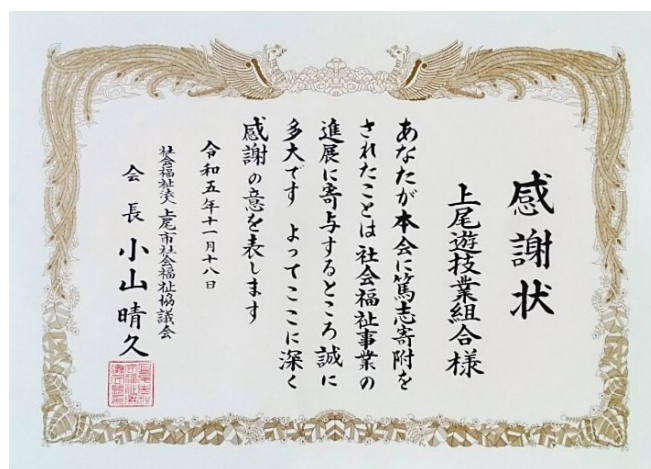 感謝状
上尾遊技業組合様
あなたが本会に篤志寄附を
されたことは社会福祉事業の
進展に寄与するところ誠に
多大です よってここに深く
感謝の意を表します
令和五年十一月十八日
社会福祉法人 上尾市社会福祉協議会
会長 小山晴久